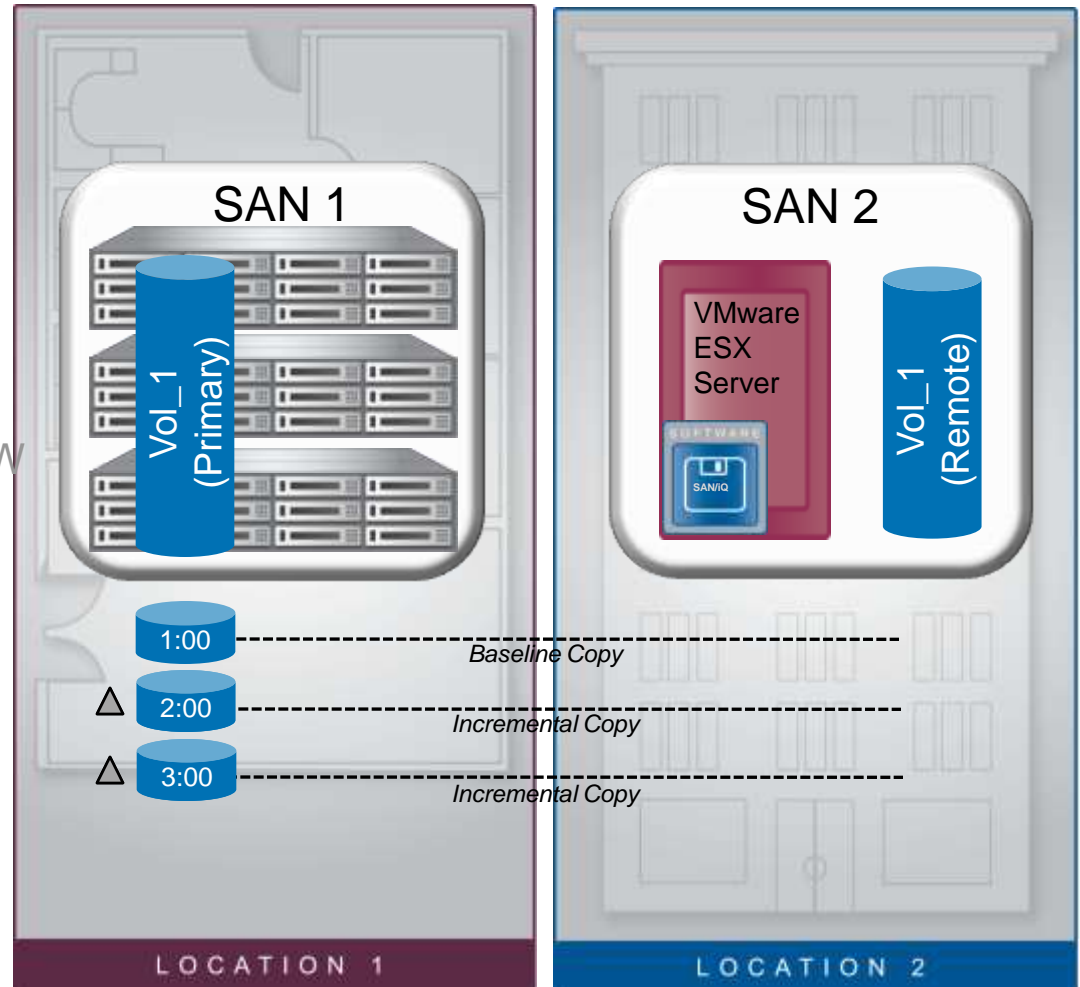 SAN 1
Vol_1
(Primary)
SAN 2
VMware
ESX
Server
SOFTWARE
SAN/iQ
Vol_1
(Remote)
w
1:00
Baseline Copy
2:00
Incremental Copy
3:00
Incremental Copy
LOCATION 1
LOCATION 2